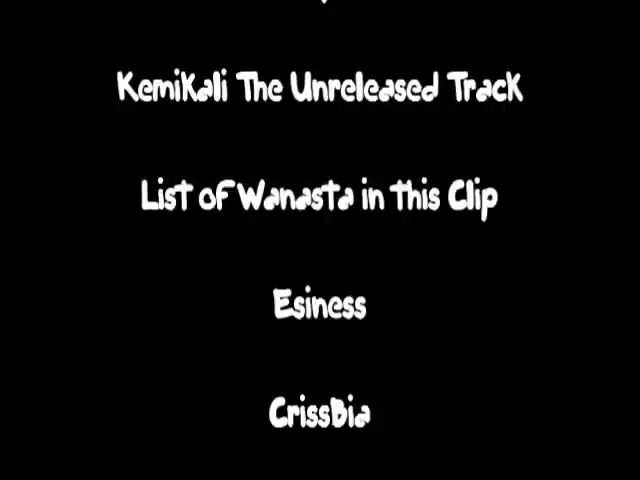 Kemikali The Unreleased Track
List of Wanasta in this Clip
Esiness
CrissBia